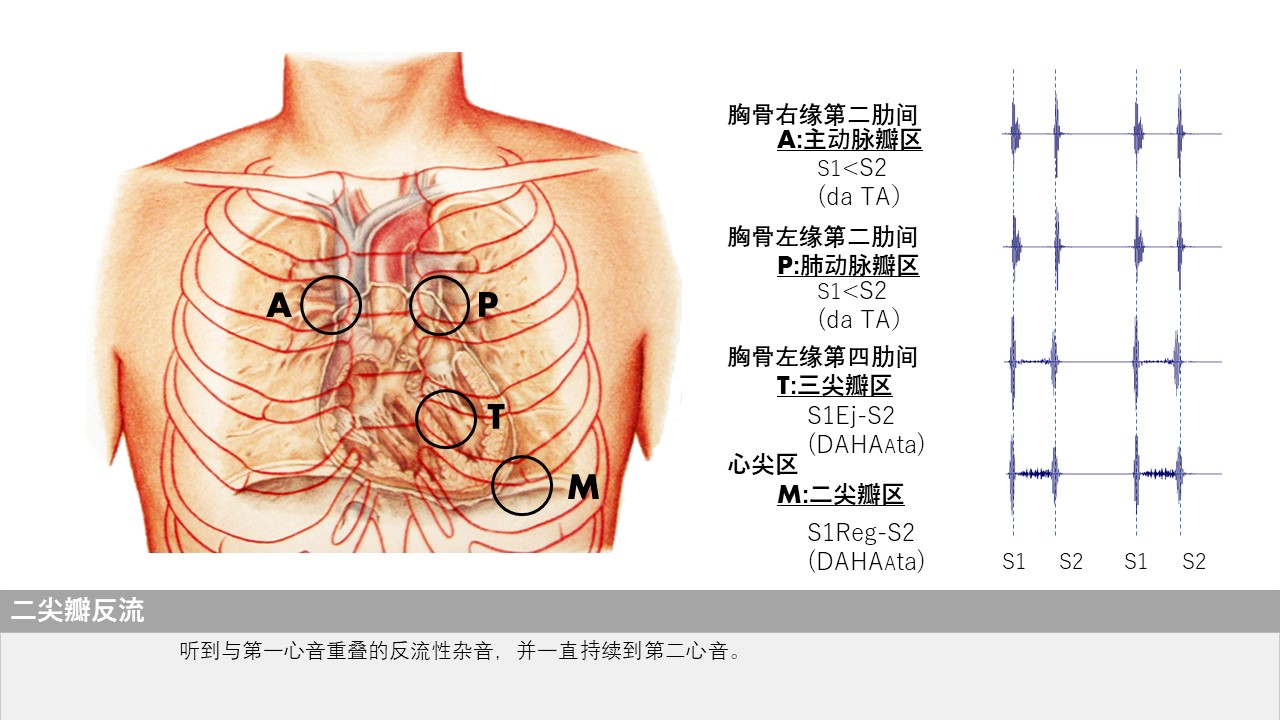 A
P
T
M
胸骨右缘第二肋间
A:主动脉瓣区
S1<S2
(da TA)
胸骨左缘第二肋间
P:肺动脉瓣区
S1<S2
(da TA)
胸骨左缘第四肋间
T:三尖瓣区
S1Ej-S2
(DAHAAta)
心尖区
M:二尖瓣区
S1Reg-S2
(DAHAAta)
S1 S2 S1 S2
二尖瓣反流
听到与第一心音重叠的反流性杂音，并一直持续到第二心音。